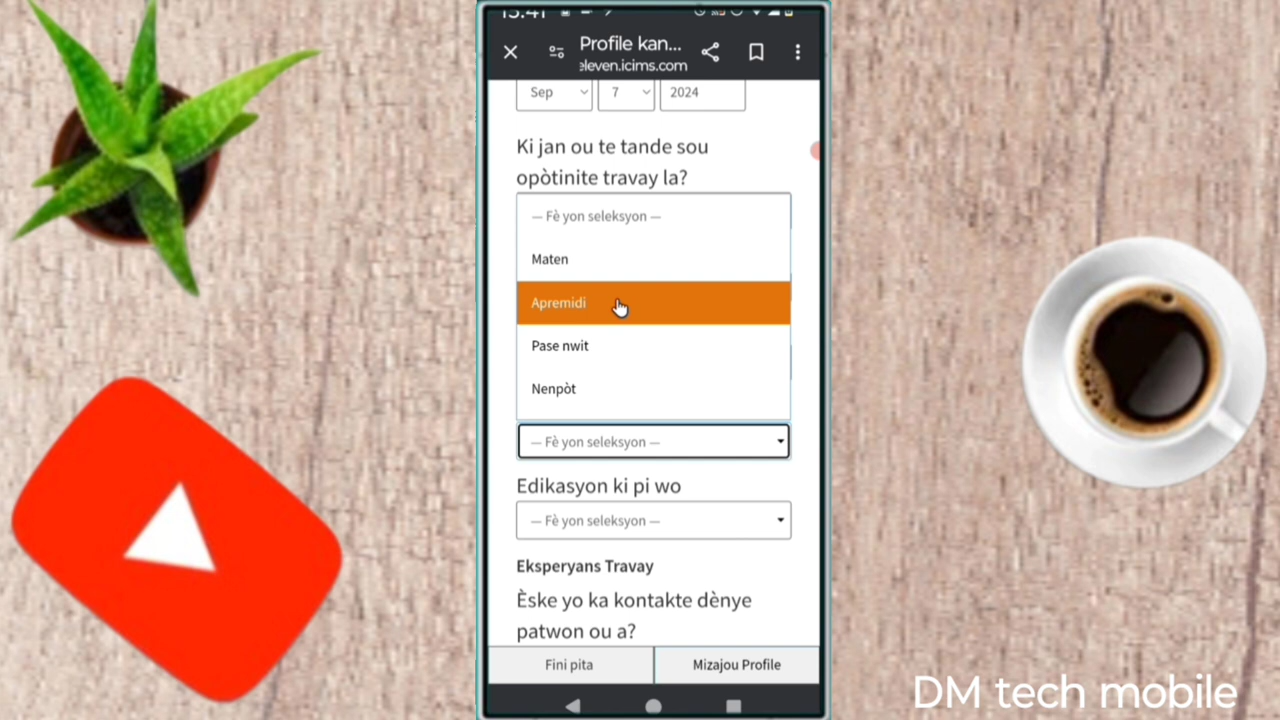 15:41
Profile kan...
eleven.icims.com
Sep
7
2024
Ki jan ou te tande sou
opòtinite travay la?
— Fè yon seleksyon —
Maten
Apremidi
Pase nwit
Nenpòt
— Fè yon seleksyon —
Edikasyon ki pi wo
— Fè yon seleksyon —
Eksperyans Travay
Èske yo ka kontakte dènye
patwon ou a?
Fini pita
Mizajou Profile
DM tech mobile